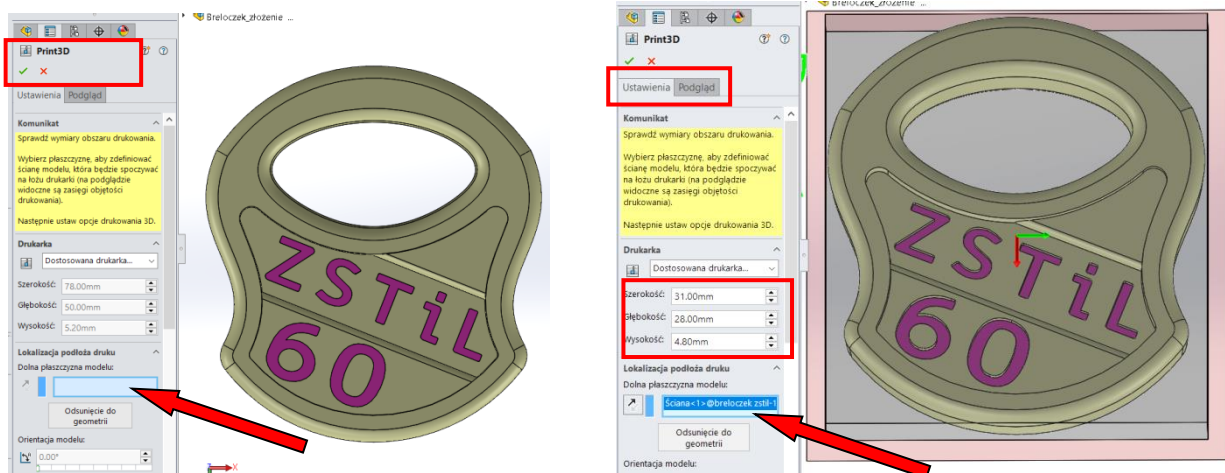 Breloczek_złożenie ...
Print3D
Ustawienia Podgląd
Komunikat
Sprawdź wymiary obszaru drukowania.
Wybierz płaszczyznę, aby zdefiniować
ścianę modelu, która będzie spoczywać
na łożu drukarki (na podglądzie
widoczne są zasięgi objętości
drukowania).
Następnie ustaw opcje drukowania 3D.
Drukarka
Dostosowana drukarka...
Szerokość: 78.00mm
Głębokość: 50.00mm
Wysokość: 5.20mm
Lokalizacja podłoża druku
Dolna płaszczyzna modelu:
Odsunięcie do
geometrii
Orientacja modelu:
0.00°
ZSTiL
60
X
Breloczek_złożenie ...
Print3D
Ustawienia Podgląd
Komunikat
Sprawdź wymiary obszaru drukowania.
Wybierz płaszczyznę, aby zdefiniować
ścianę modelu, która będzie spoczywać
na łożu drukarki (na podglądzie
widoczne są zasięgi objętości
drukowania).
Następnie ustaw opcje drukowania 3D.
Drukarka
Dostosowana drukarka...
Szerokość: 31.00mm
Głębokość: 28.00mm
Wysokość: 4.80mm
Lokalizacja podłoża druku
Dolna płaszczyzna modelu:
Ściana<1>@breloczek zstil-1
Odsunięcie do
geometrii
Orientacja modelu:
ZSTiL
60